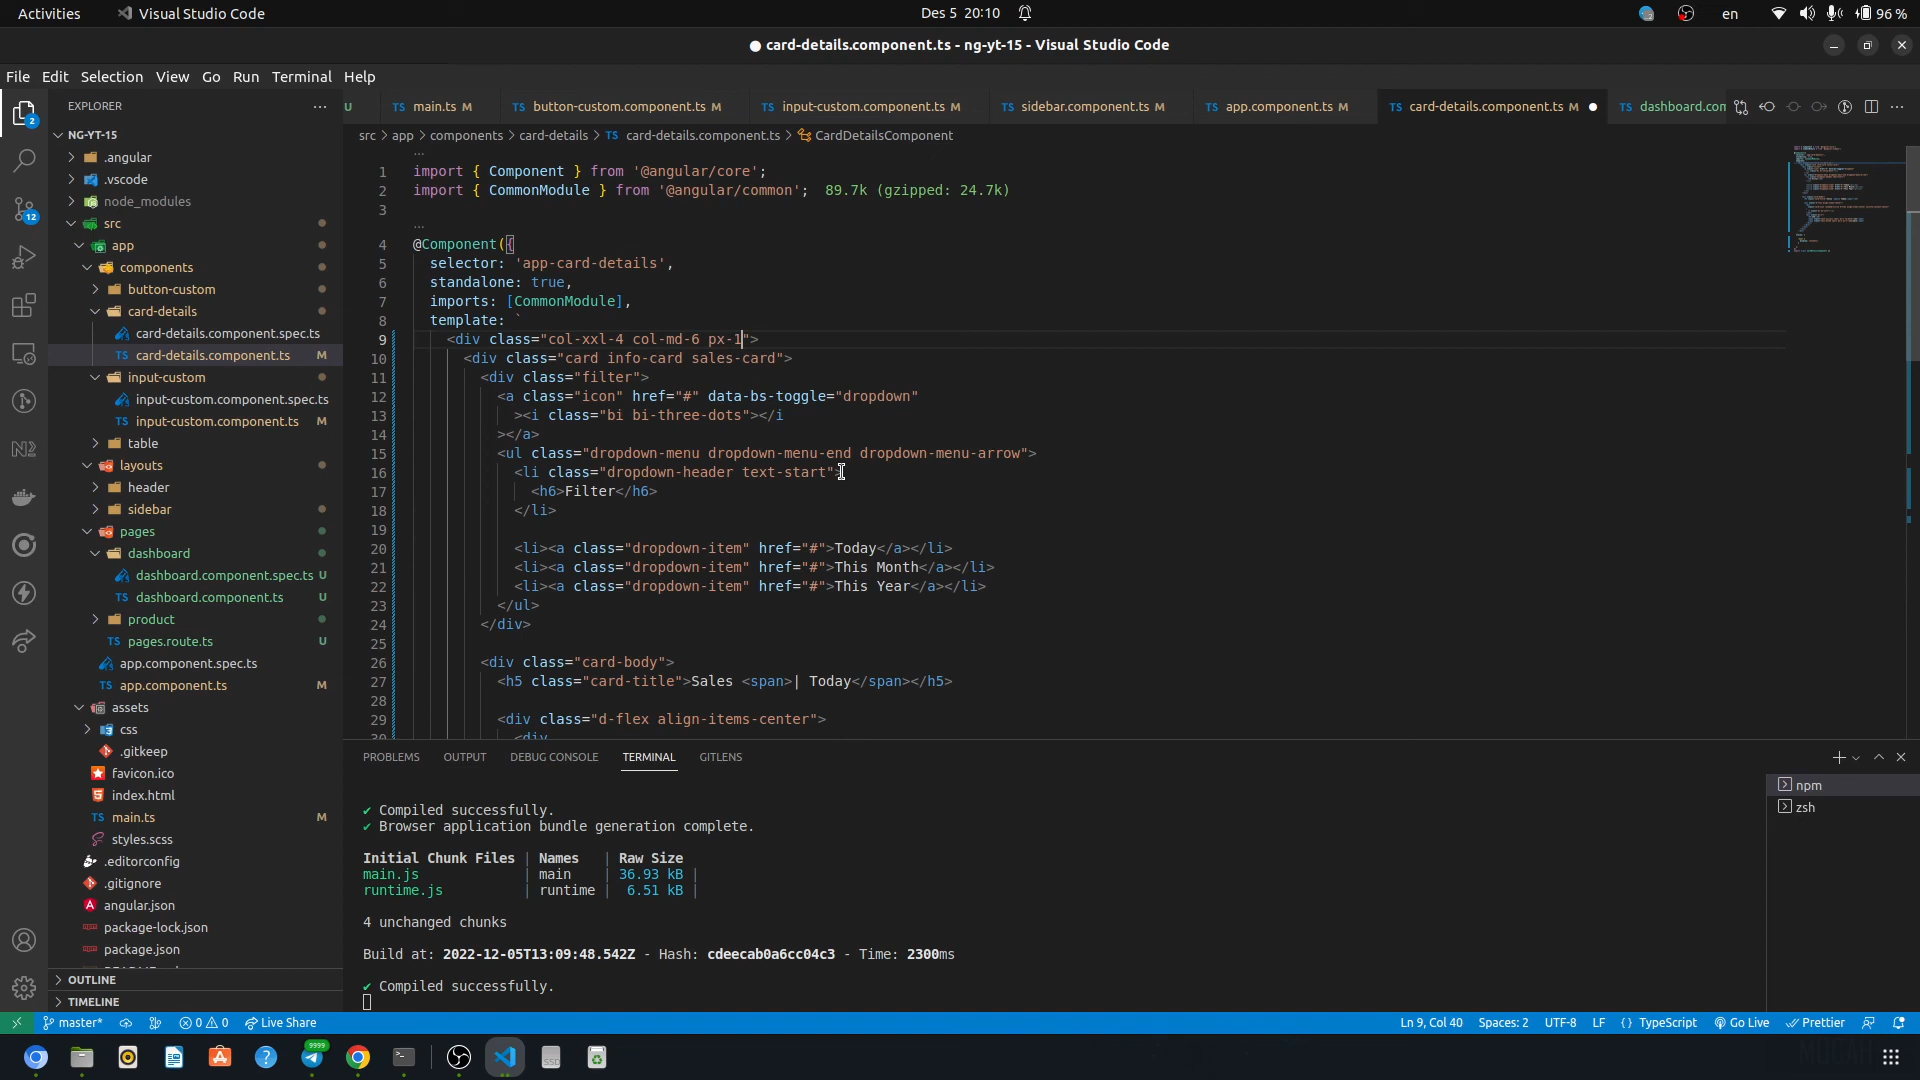 Activities
Visual Studio Code
Des 5 20:10
en
96 %
card-details.component.ts - ng-yt-15 - Visual Studio Code
File Edit Selection View Go Run Terminal Help
EXPLORER
NG-YT-15
.angular
.vscode
node_modules
src
app
components
button-custom
card-details
card-details.component.spec.ts
card-details.component.ts M
input-custom
input-custom.component.spec.ts
input-custom.component.ts M
table
layouts
header
sidebar
pages
dashboard
dashboard.component.spec.ts U
dashboard.component.ts U
product
TS pages.route.ts U
app.component.spec.ts
TS app.component.ts M
assets
css
.gitkeep
favicon.ico
index.html
TS main.ts M
styles.scss
.editorconfig
.gitignore
angular.json
package-lock.json
package.json
OUTLINE
TIMELINE
U
TS main.ts M
TS button-custom.component.ts M
TS input-custom.component.ts M
TS sidebar.component.ts M
TS app.component.ts M
TS card-details.component.ts M
TS dashboard.com
src > app > components > card-details > TS card-details.component.ts > CardDetailsComponent
1 import { Component } from '@angular/core';
2 import { CommonModule } from '@angular/common'; 89.7k (gzipped: 24.7k)
3
4 @Component({
5 selector: 'app-card-details',
6 standalone: true,
7 imports: [CommonModule],
8 template: `
9 <div class="col-xxl-4 col-md-6 px-1">
10 <div class="card info-card sales-card">
11 <div class="filter">
12 <a class="icon" href="#" data-bs-toggle="dropdown"
13 ><i class="bi bi-three-dots"></i
14 ></a>
15 <ul class="dropdown-menu dropdown-menu-end dropdown-menu-arrow">
16 <li class="dropdown-header text-start">
17 <h6>Filter</h6>
18 </li>
19
20 <li><a class="dropdown-item" href="#">Today</a></li>
21 <li><a class="dropdown-item" href="#">This Month</a></li>
22 <li><a class="dropdown-item" href="#">This Year</a></li>
23 </ul>
24 </div>
25
26 <div class="card-body">
27 <h5 class="card-title">Sales <span>| Today</span></h5>
28
29 <div class="d-flex align-items-center">
30 <div
PROBLEMS OUTPUT DEBUG CONSOLE TERMINAL GITLENS
✔ Compiled successfully.
✔ Browser application bundle generation complete.
Initial Chunk Files | Names | Raw Size
main.js | main | 36.93 kB |
runtime.js | runtime | 6.51 kB |
4 unchanged chunks
Build at: 2022-12-05T13:09:48.542Z - Hash: cdeecab0a6cc04c3 - Time: 2300ms
✔ Compiled successfully.
npm
zsh
2
12
master*
0 0
Live Share
Ln 9, Col 40
Spaces: 2
UTF-8
LF
{ } TypeScript
Go Live
Prettier
9999
SSD